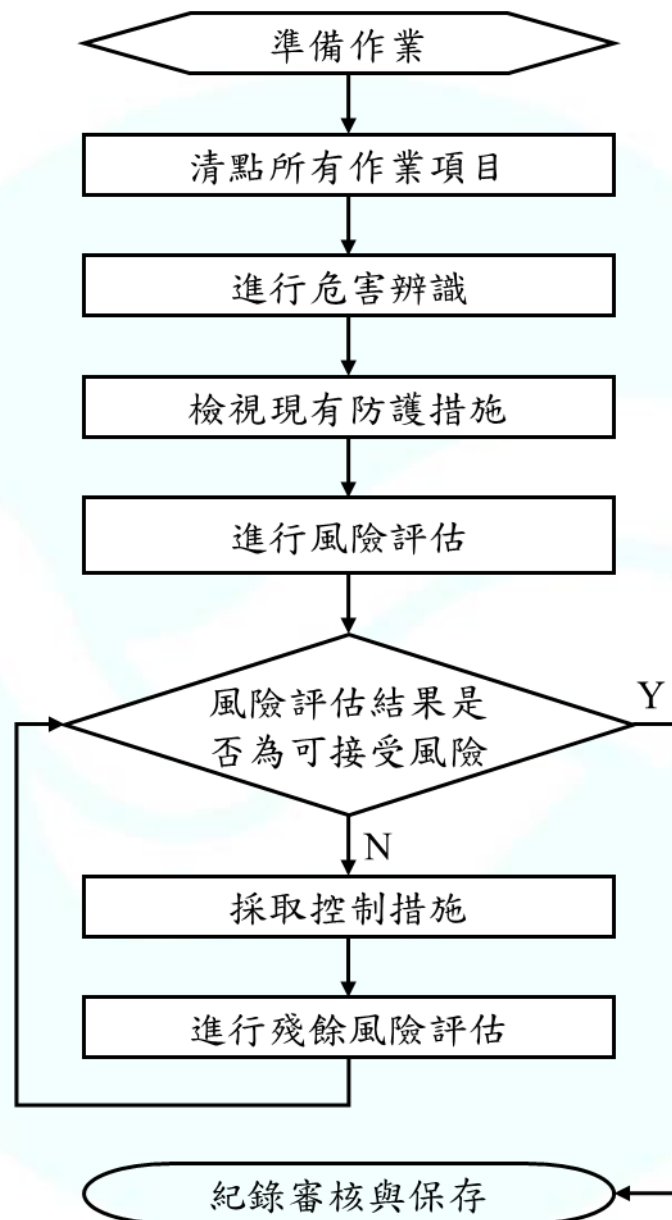 準備作業
清點所有作業項目
進行危害辨識
檢視現有防護措施
進行風險評估
風險評估結果是
否為可接受風險
Y
N
採取控制措施
進行殘餘風險評估
紀錄審核與保存